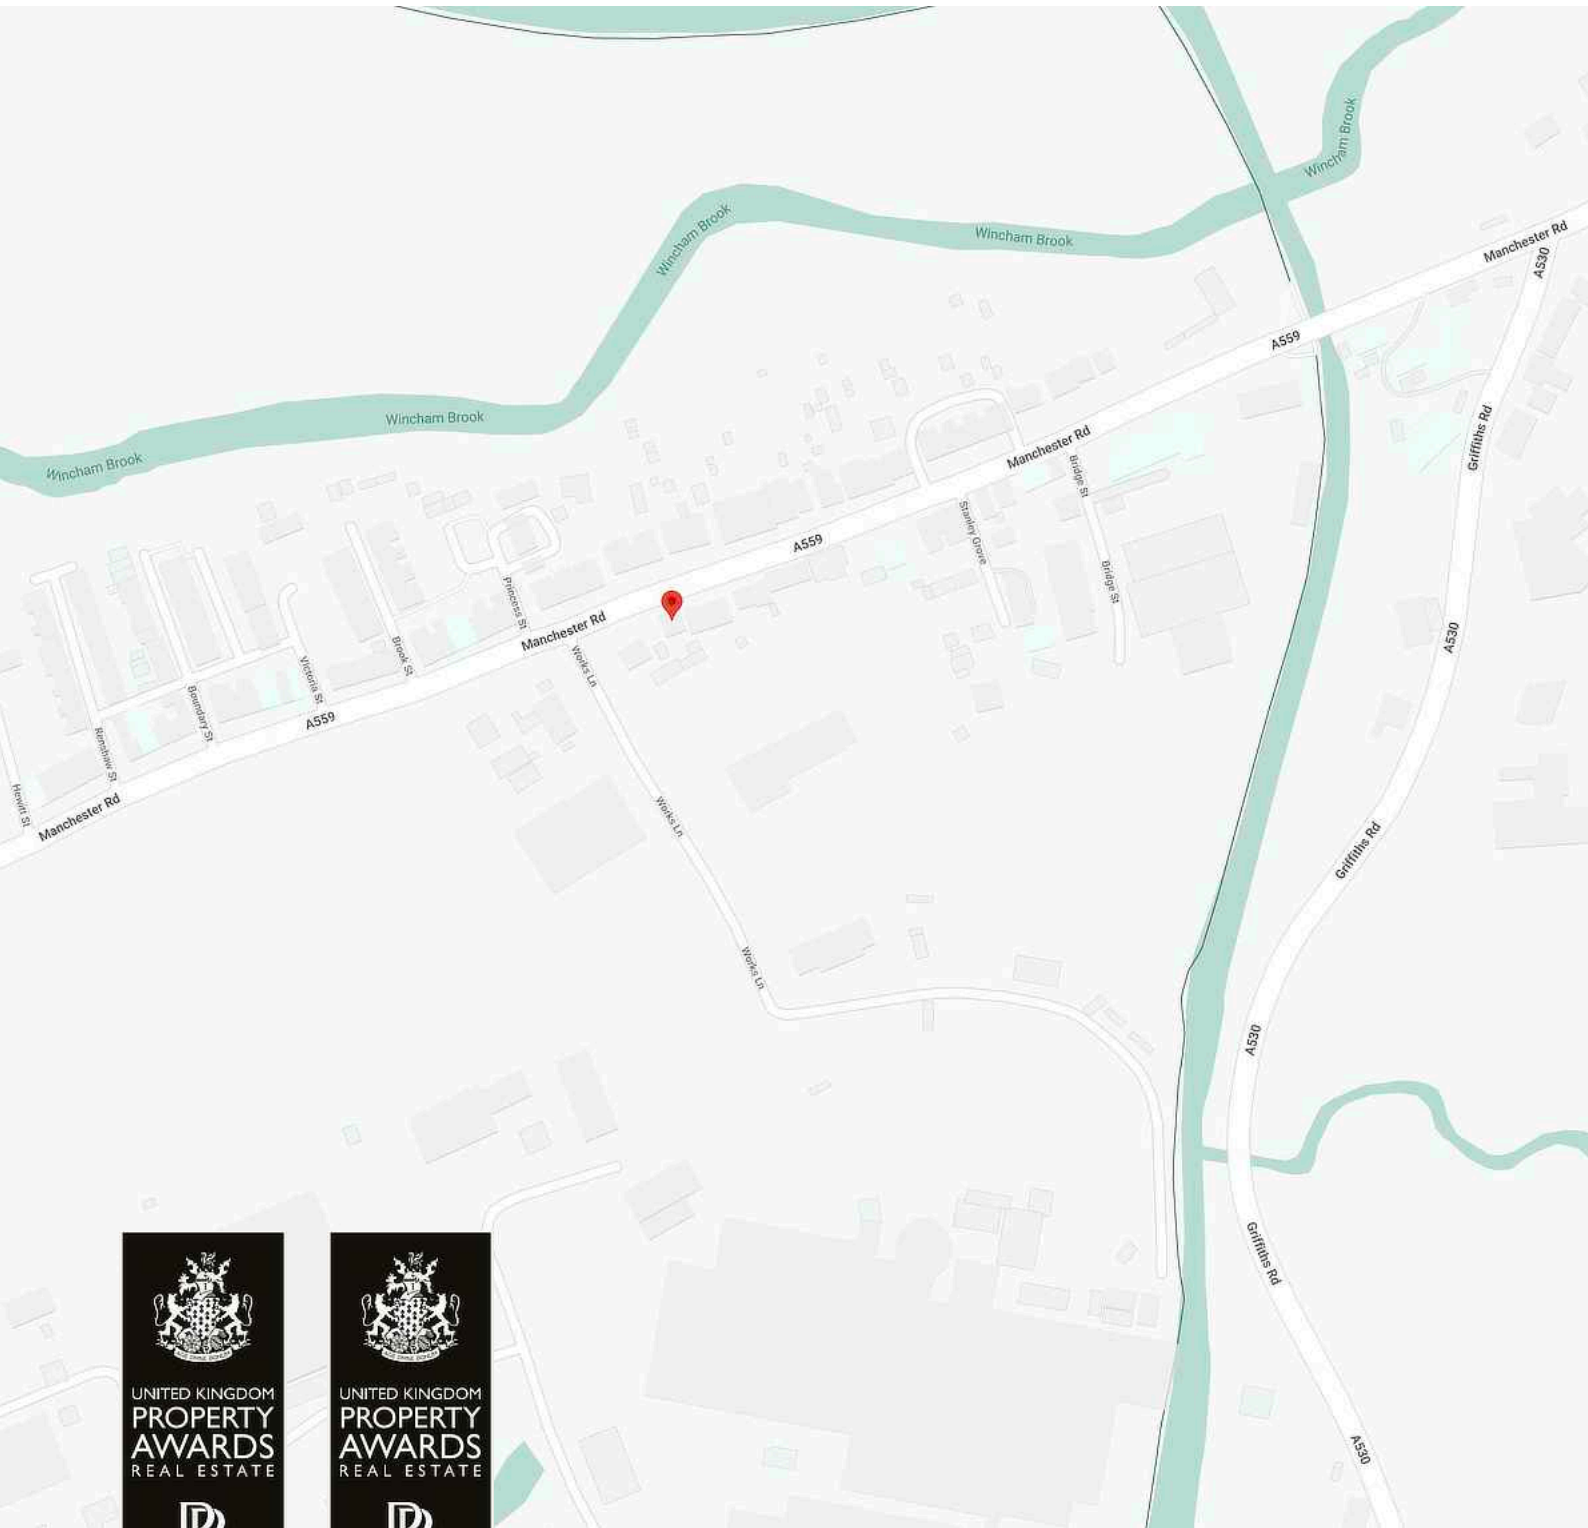 Wincham Brook
Wincham Brook
Wincham Brook
Manchester Rd
A530
A559
Wincham Brook
Wincham Brook
Griffiths Rd
Manchester Rd
Bridge St
Stanley Grove
A559
Bridge St
Princess St
Manchester Rd
A530
Brook St
Works Ln
Victoria St
Boundary St
A559
Renshaw St
Hewitt St
Manchester Rd
Works Ln
Griffiths Rd
Works Ln
A530
Griffiths Rd
A530
UNITED KINGDOM
PROPERTY
AWARDS
REAL ESTATE
UNITED KINGDOM
PROPERTY
AWARDS
REAL ESTATE